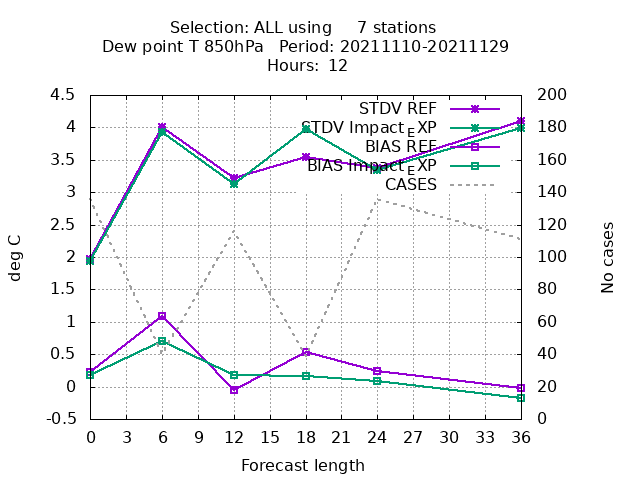 Selection: ALL using 7 stations
Dew point T 850hPa Period: 20211110-20211129
Hours: 12
STDV REF
STDV Impact_EXP
BIAS REF
BIAS Impact_EXP
CASES
4.5
4
3.5
3
2.5
2
1.5
1
0.5
0
-0.5
deg C
200
180
160
140
120
100
80
60
40
20
0
No cases
0 3 6 9 12 15 18 21 24 27 30 33 36
Forecast length